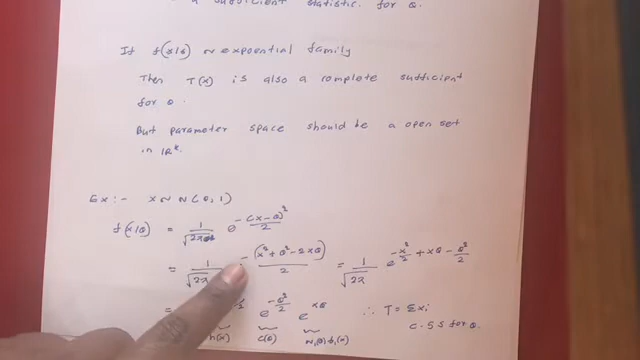 a sufficient statistic for θ.
If f(x|θ) ~ expoential family
Then T(x) is also a complete sufficient
for θ.
But parameter space should be a open set
in ℝᵏ.
Ex:- x ~ N(θ,1)
f(x|θ) = 1/√2π e^(-(x-θ)²/2)
= 1/√2π -(x²+θ²-2xθ)/2 = 1/√2π e^(-x²/2 + xθ - θ²/2)
= e^(-θ²/2) e^(xθ) ∴ T = Σxi
h(x) c(θ) w₁(θ) t₁(x) C.S.S for θ.